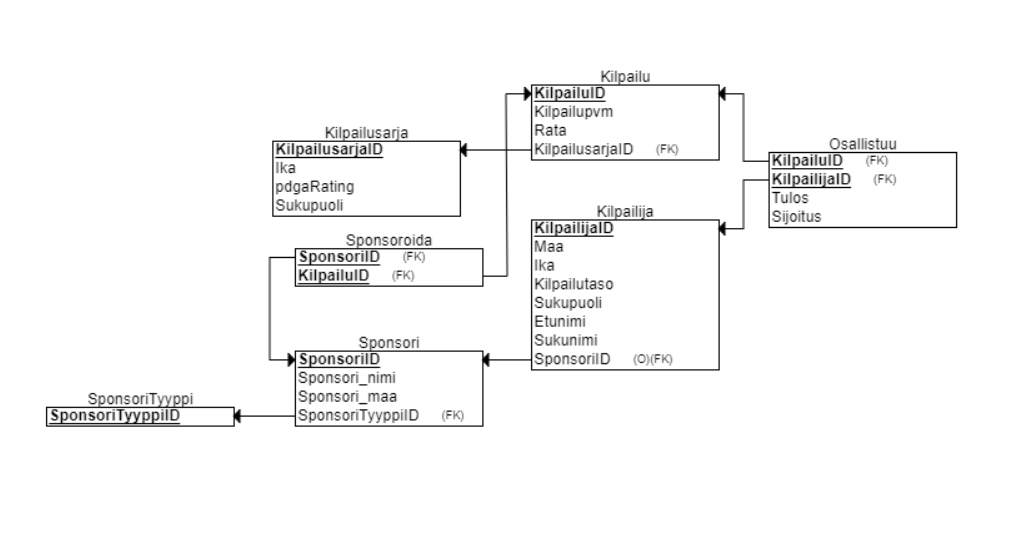 Kilpailu
KilpailuID
Kilpailupvm
Rata
KilpailusarjaID (FK)
Kilpailusarja
KilpailusarjaID
Ika
pdgaRating
Sukupuoli
Osallistuu
KilpailuID (FK)
KilpailijaID (FK)
Tulos
Sijoitus
Kilpailija
KilpailijaID
Maa
Ika
Kilpailutaso
Sukupuoli
Etunimi
Sukunimi
SponsoriID (O)(FK)
Sponsoroida
SponsoriID (FK)
KilpailuID (FK)
Sponsori
SponsoriID
Sponsori_nimi
Sponsori_maa
SponsoriTyyppiID (FK)
SponsoriTyyppi
SponsoriTyyppiID